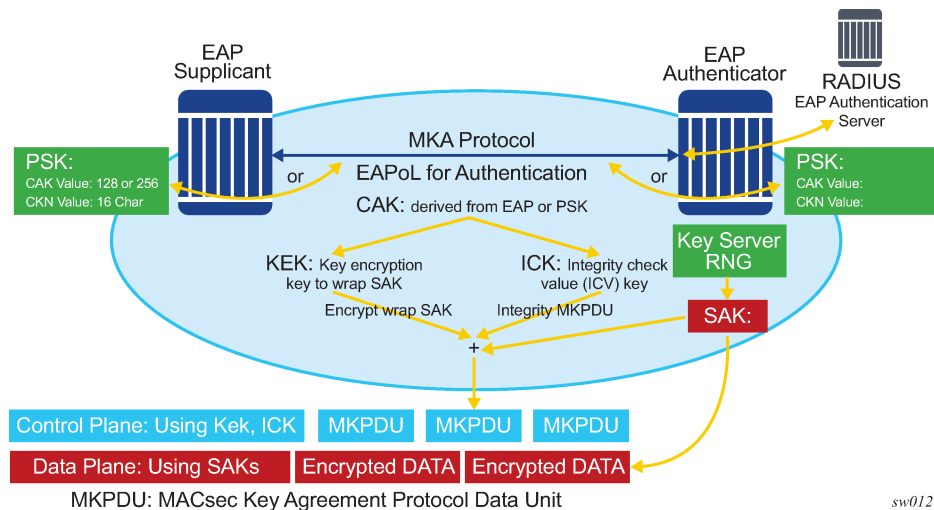 EAP
Supplicant
EAP
Authenticator
RADIUS
EAP Authentication
Server
MKA Protocol
PSK:
CAK Value: 128 or 256
CKN Value: 16 Char
or
EAPoL for Authentication
or
PSK:
CAK Value:
CKN Value:
CAK: derived from EAP or PSK
KEK: Key encryption
key to wrap SAK
ICK: Integrity check
value (ICV) key
Key Server
RNG
Encrypt wrap SAK
Integrity MKPDU
SAK:
+
Control Plane: Using Kek, ICK
MKPDU
MKPDU
MKPDU
Data Plane: Using SAKs
Encrypted DATA
Encrypted DATA
MKPDU: MACsec Key Agreement Protocol Data Unit
sw012